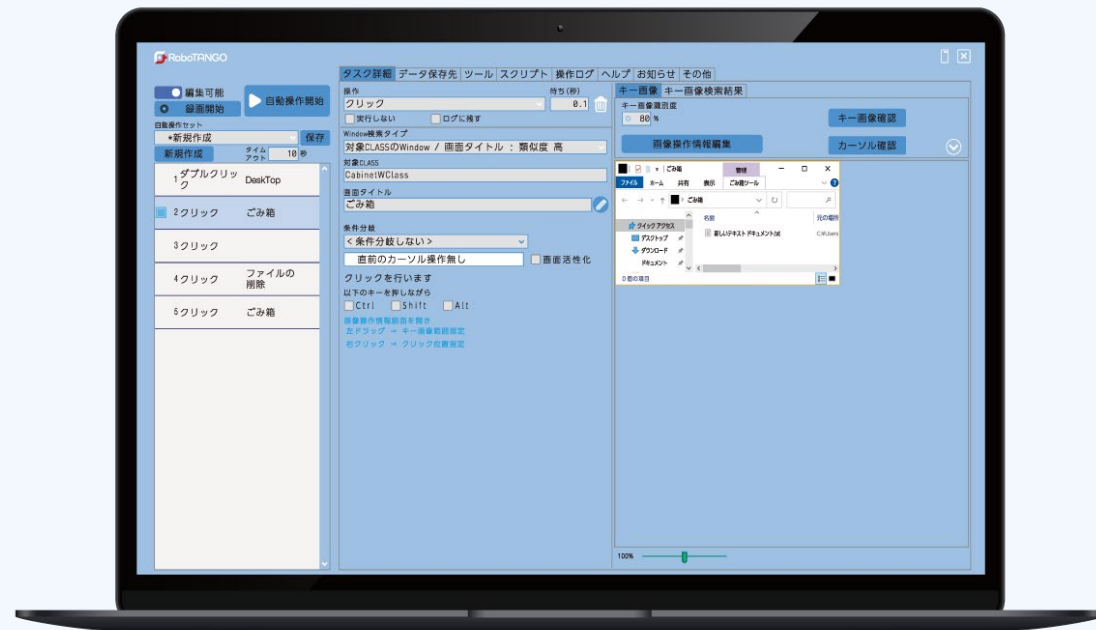 RoboTANGO
タスク詳細 データ保存先 ツール スクリプト 操作ログ ヘルプ お知らせ その他
編集可能
録画開始
自動操作開始
自動操作セット
*新規作成
保存
新規作成
タイムアウト 10 秒
1 ダブルクリック DeskTop
2 クリック ごみ箱
3 クリック
4 クリック ファイルの削除
5 クリック ごみ箱
操作
待ち(秒)
クリック
0.1
実行しない ログに残す
Window検索タイプ
対象CLASSのWindow / 画面タイトル : 類似度 高
対象CLASS
CabinetWClass
画面タイトル
ごみ箱
条件分岐
<条件分岐しない>
直前のカーソル操作無し
画面活性化
クリックを行います
以下のキーを押しながら
Ctrl Shift Alt
画像操作情報画面を開き
左ドラッグ → キー画像範囲指定
右クリック → クリック位置指定
キー画像 キー画像検索結果
キー画像識別度
80 %
キー画像確認
画像操作情報編集
カーソル確認
ごみ箱
管理
ファイル ホーム 共有 表示 ごみ箱ツール
ごみ箱
クイック アクセス
デスクトップ
ダウンロード
ドキュメント
名前
元の場所
新しいテキスト ドキュメント.txt
C:¥Users
0 個の項目
100%